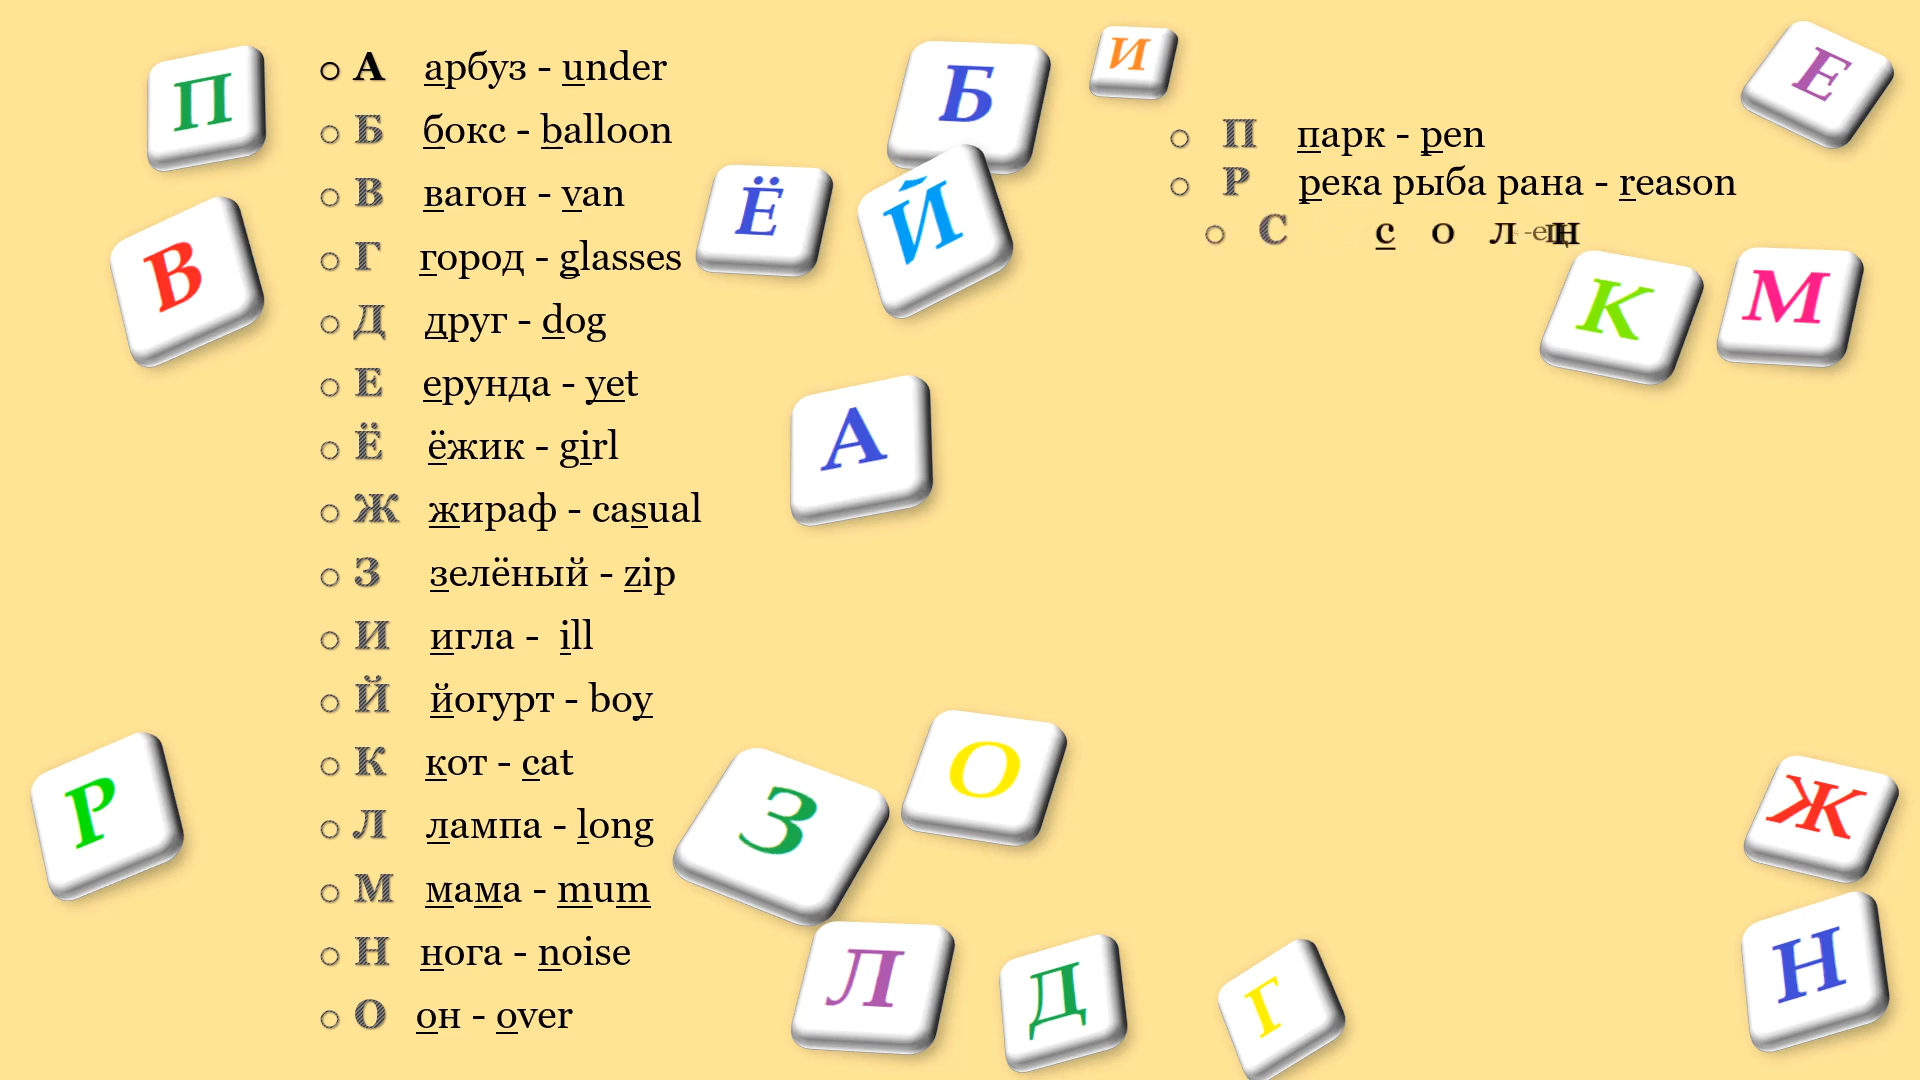 А арбуз - under
Б бокс - balloon
В вагон - van
Г город - glasses
Д друг - dog
Е ерунда - yet
Ё ёжик - girl
Ж жираф - casual
З зелёный - zip
И игла - ill
Й йогурт - boy
К кот - cat
Л лампа - long
М мама - mum
Н нога - noise
О он - over
П парк - pen
Р река рыба рана - reason
С
П
В
Ё
Б
Й
И
Е
К
М
А
Р
З
О
Л
Д
Г
Ж
Н